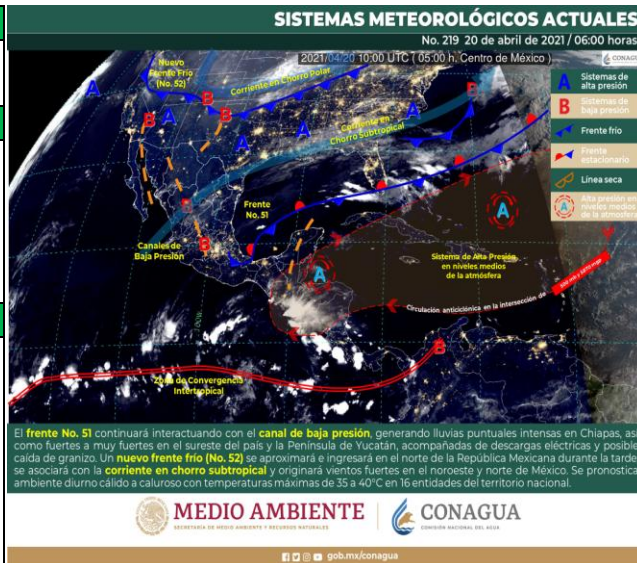 SISTEMAS METEOROLÓGICOS ACTUALES
No. 219 20 de abril de 2021 / 06:00 horas
2021/04/20 10:00 UTC ( 05:00 h. Centro de México )
CONAGUA
Nuevo
Frente Frío
(No. 52)
Corriente en Chorro Polar
Corriente en
Chorro Subtropical
A
A
A
A
A
A
B
B
B
B
B
B
Frente
No. 51
Canales de
Baja Presión
Sistema de Alta Presión
en niveles medios
de la atmósfera
A
A
Circulación anticiclónica en la intersección de
Zona de Convergencia
Intertropical
A
Sistemas de
alta presión
B
Sistemas de
baja presión
Frente frío
Frente
estacionario
Línea seca
A
Alta presión en
niveles medios
de la atmósfera
El frente No. 51 continuará interactuando con el canal de baja presión, generando lluvias puntuales intensas en Chiapas, así
como fuertes a muy fuertes en el sureste del país y la Península de Yucatán, acompañadas de descargas eléctricas y posible
caída de granizo. Un nuevo frente frío (No. 52) se aproximará e ingresará en el norte de la República Mexicana durante la tarde,
se asociará con la corriente en chorro subtropical y originará vientos fuertes en el noroeste y norte de México. Se pronostica
ambiente diurno cálido a caluroso con temperaturas máximas de 35 a 40°C en 16 entidades del territorio nacional.
MEDIO AMBIENTE
SECRETARÍA DE MEDIO AMBIENTE Y RECURSOS NATURALES
CONAGUA
COMISIÓN NACIONAL DEL AGUA
gob.mx/conagua